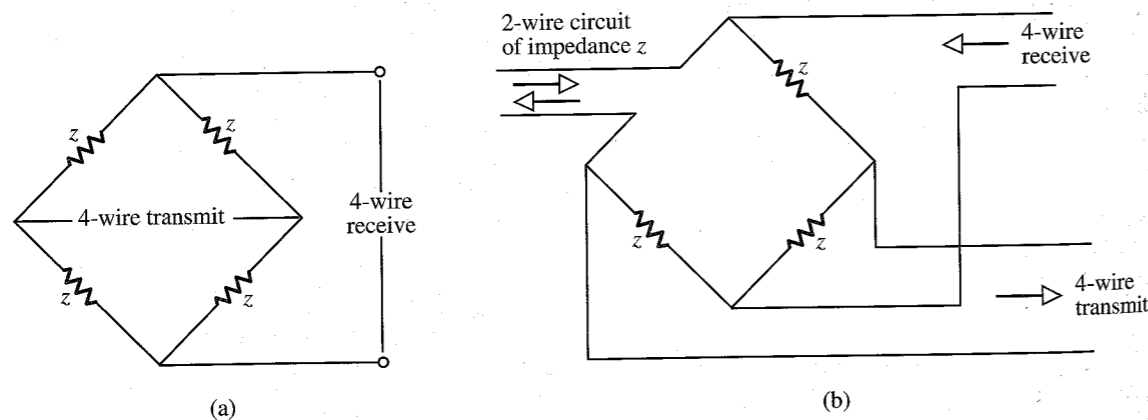 z
z
4-wire transmit
4-wire
receive
z
z
(a)
2-wire circuit
of impedance z
4-wire
receive
z
z
z
4-wire
transmit
(b)